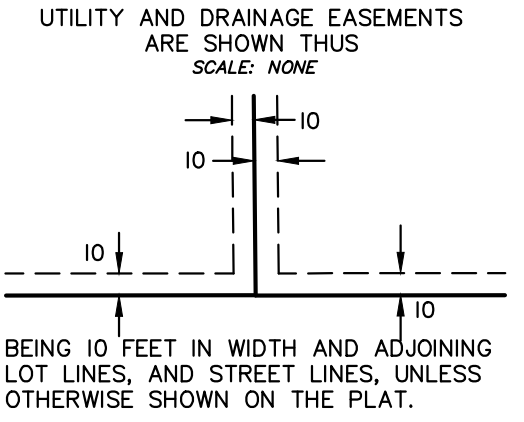 UTILITY AND DRAINAGE EASEMENTS
ARE SHOWN THUS
SCALE: NONE
10
10
10
10
BEING 10 FEET IN WIDTH AND ADJOINING
LOT LINES, AND STREET LINES, UNLESS
OTHERWISE SHOWN ON THE PLAT.